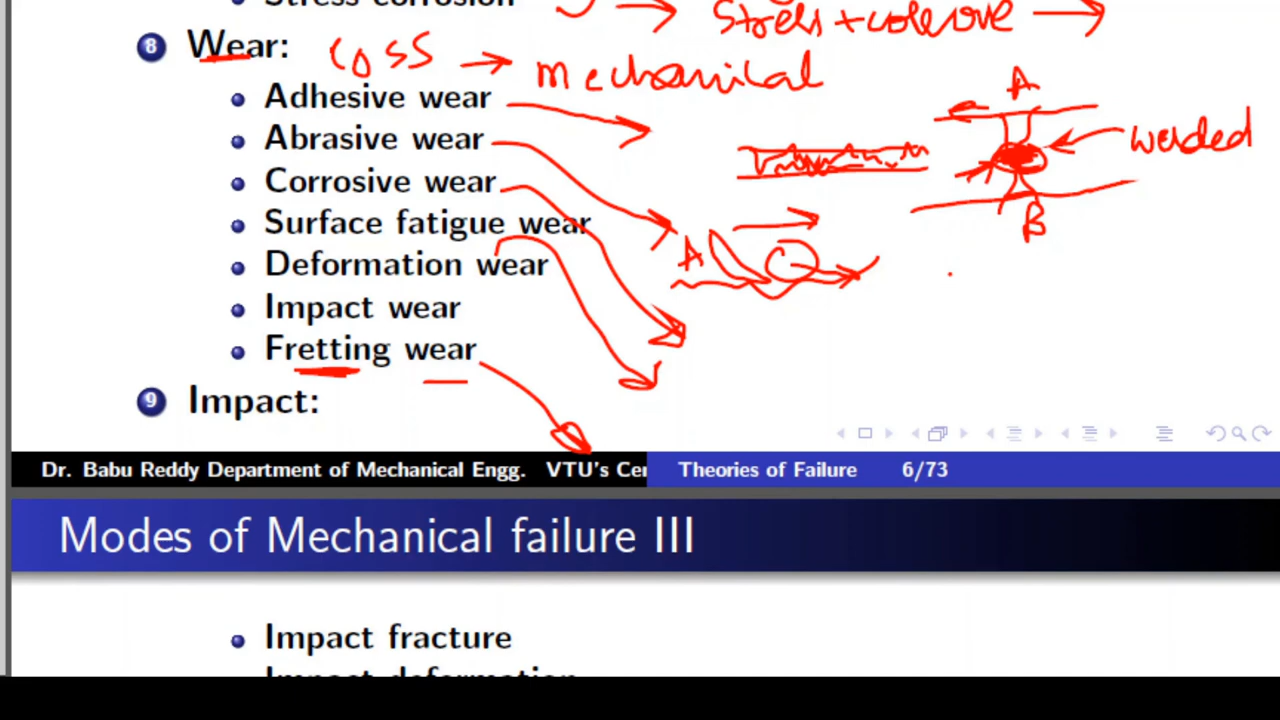 Stress corrosion
Stress + corrosive
8 Wear:
Loss → mechanical
Adhesive wear
Abrasive wear
Corrosive wear
Surface fatigue wear
Deformation wear
Impact wear
Fretting wear
A
welded
B
A
9 Impact:
Dr. Babu Reddy Department of Mechanical Engg. VTU's Cen
Theories of Failure
6/73
Modes of Mechanical failure III
Impact fracture
Impact deformation